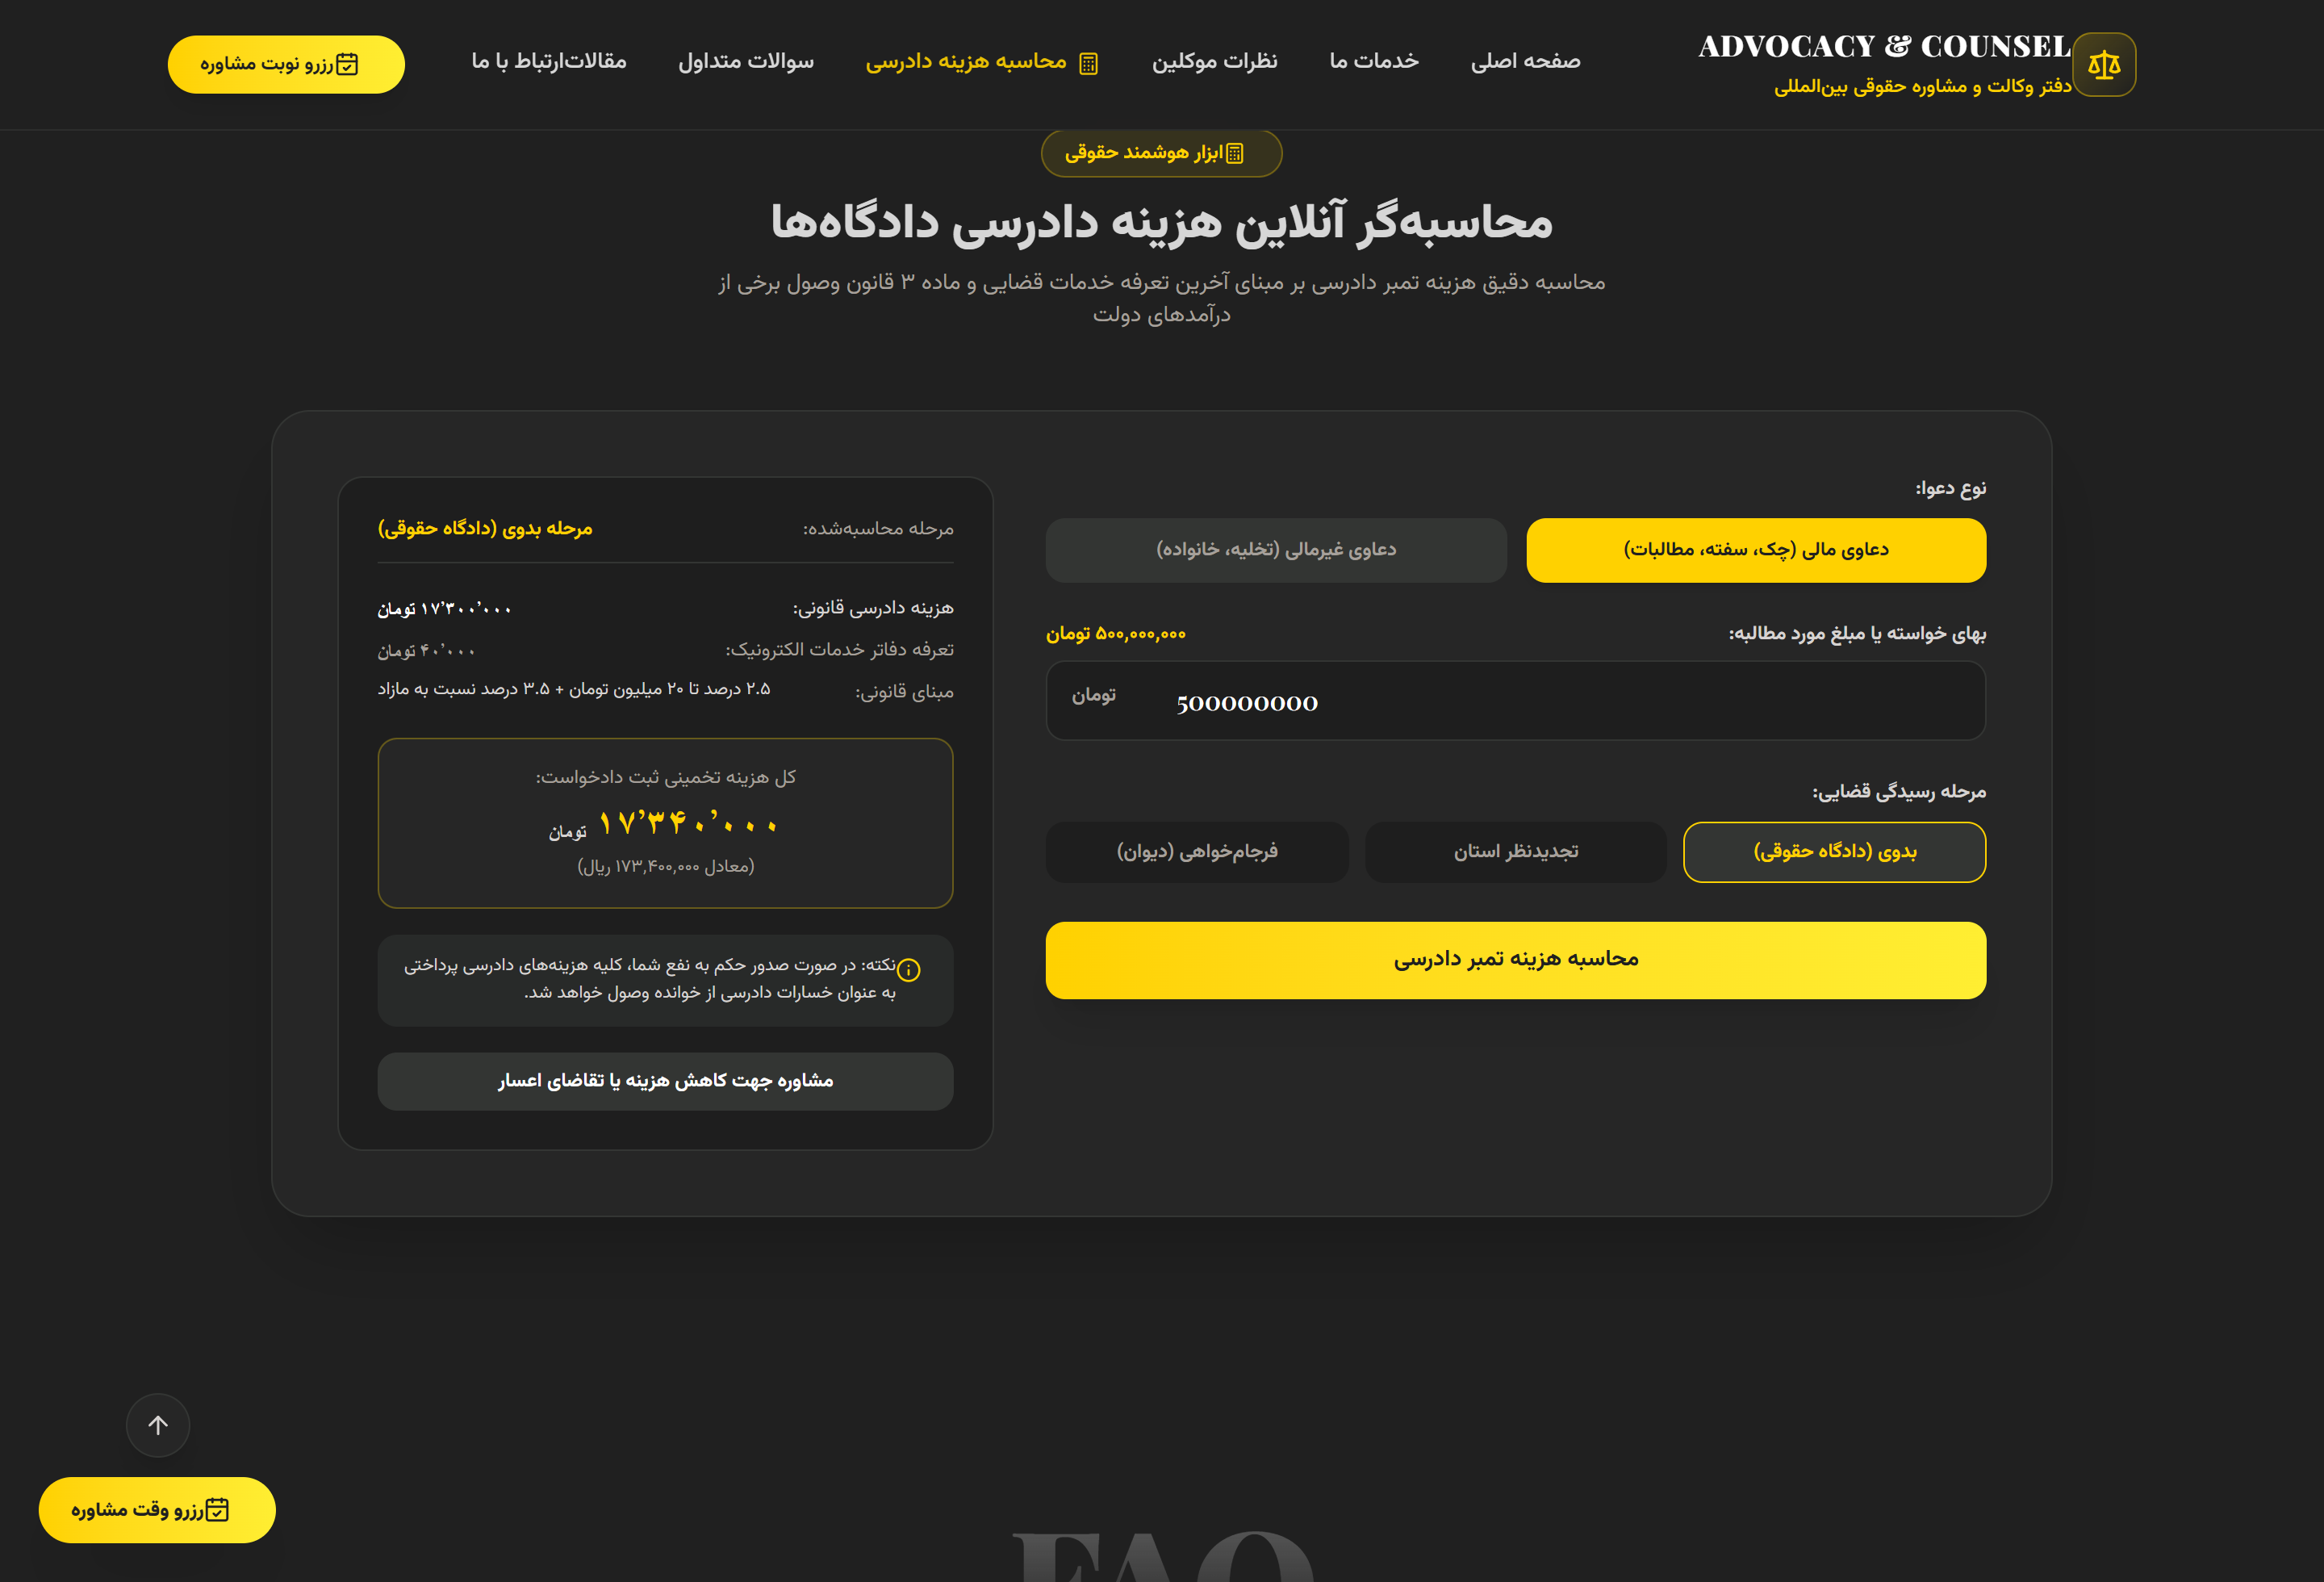 ADVOCACY & COUNSEL
دفتر وکالت و مشاوره حقوقی بین‌المللی
صفحه اصلی
خدمات ما
نظرات موکلین
محاسبه هزینه دادرسی
سوالات متداول
مقالات
ارتباط با ما
رزرو نوبت مشاوره
ابزار هوشمند حقوقی
محاسبه‌گر آنلاین هزینه دادرسی دادگاه‌ها
محاسبه دقیق هزینه تمبر دادرسی بر مبنای آخرین تعرفه خدمات قضایی و ماده ۳ قانون وصول برخی از
درآمدهای دولت
نوع دعوا:
دعاوی مالی (چک، سفته، مطالبات)
دعاوی غیرمالی (تخلیه، خانواده)
بهای خواسته یا مبلغ مورد مطالبه:
۵۰۰,۰۰۰,۰۰۰ تومان
500000000
تومان
مرحله رسیدگی قضایی:
بدوی (دادگاه حقوقی)
تجدیدنظر استان
فرجام‌خواهی (دیوان)
محاسبه هزینه تمبر دادرسی
مرحله محاسبه‌شده:
مرحله بدوی (دادگاه حقوقی)
هزینه دادرسی قانونی:
۱۷٬۳۰۰٬۰۰۰ تومان
تعرفه دفاتر خدمات الکترونیک:
۴۰٬۰۰۰ تومان
مبنای قانونی:
۲.۵ درصد تا ۲۰ میلیون تومان + ۳.۵ درصد نسبت به مازاد
کل هزینه تخمینی ثبت دادخواست:
۱۷٬۳۴۰٬۰۰۰ تومان
(معادل ۱۷۳,۴۰۰,۰۰۰ ریال)
نکته: در صورت صدور حکم به نفع شما، کلیه هزینه‌های دادرسی پرداختی
به عنوان خسارات دادرسی از خوانده وصول خواهد شد.
مشاوره جهت کاهش هزینه یا تقاضای اعسار
رزرو وقت مشاوره
FAQ